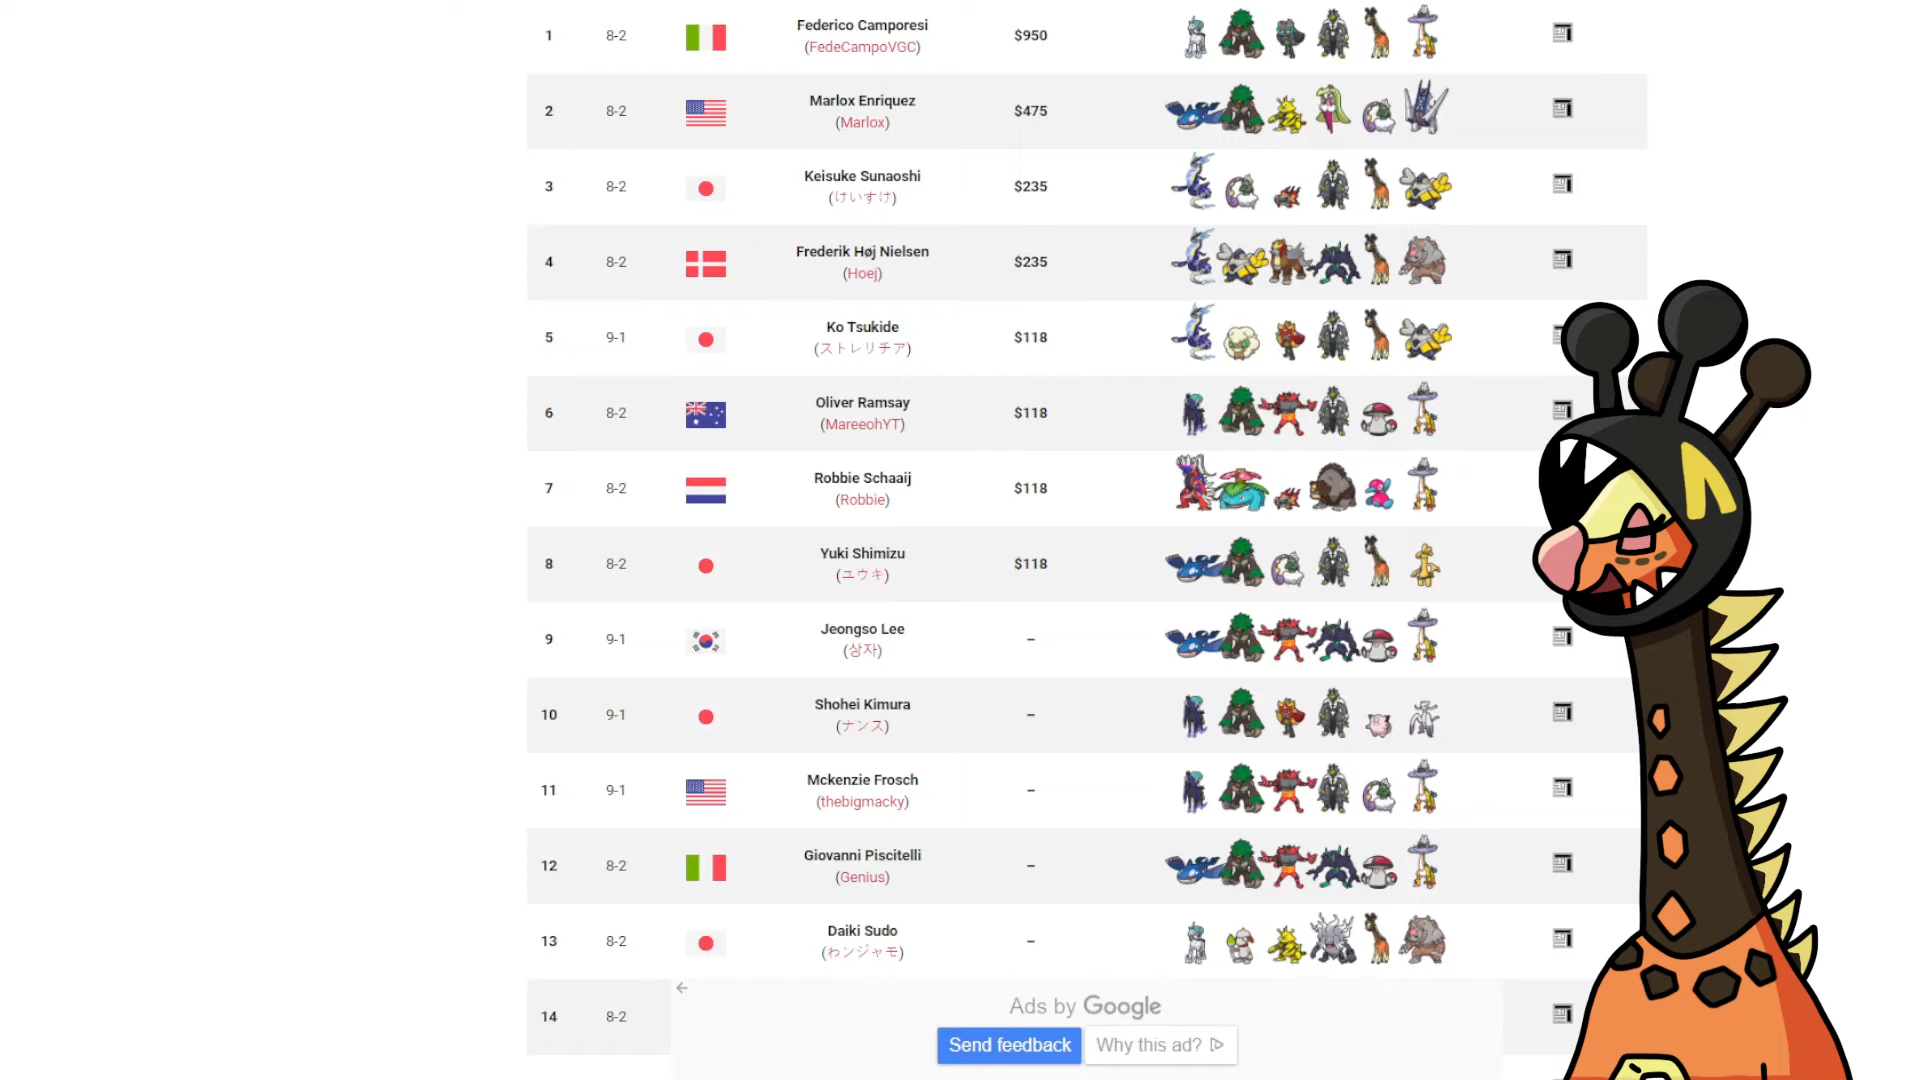 1 8-2 Federico Camporesi $950
(FedeCampoVGC)
2 8-2 Marlox Enriquez $475
(Marlox)
3 8-2 Keisuke Sunaoshi $235
(けいすけ)
4 8-2 Frederik Høj Nielsen $235
(Hoej)
5 9-1 Ko Tsukide $118
(ストレリチア)
6 8-2 Oliver Ramsay $118
(MareeohYT)
7 8-2 Robbie Schaaij $118
(Robbie)
8 8-2 Yuki Shimizu $118
(ユウキ)
9 9-1 Jeongso Lee –
(상자)
10 9-1 Shohei Kimura –
(ナンス)
11 9-1 Mckenzie Frosch –
(thebigmacky)
12 8-2 Giovanni Piscitelli –
(Genius)
13 8-2 Daiki Sudo –
(わンジャモ)
14 8-2
Ads by Google
Send feedback Why this ad?